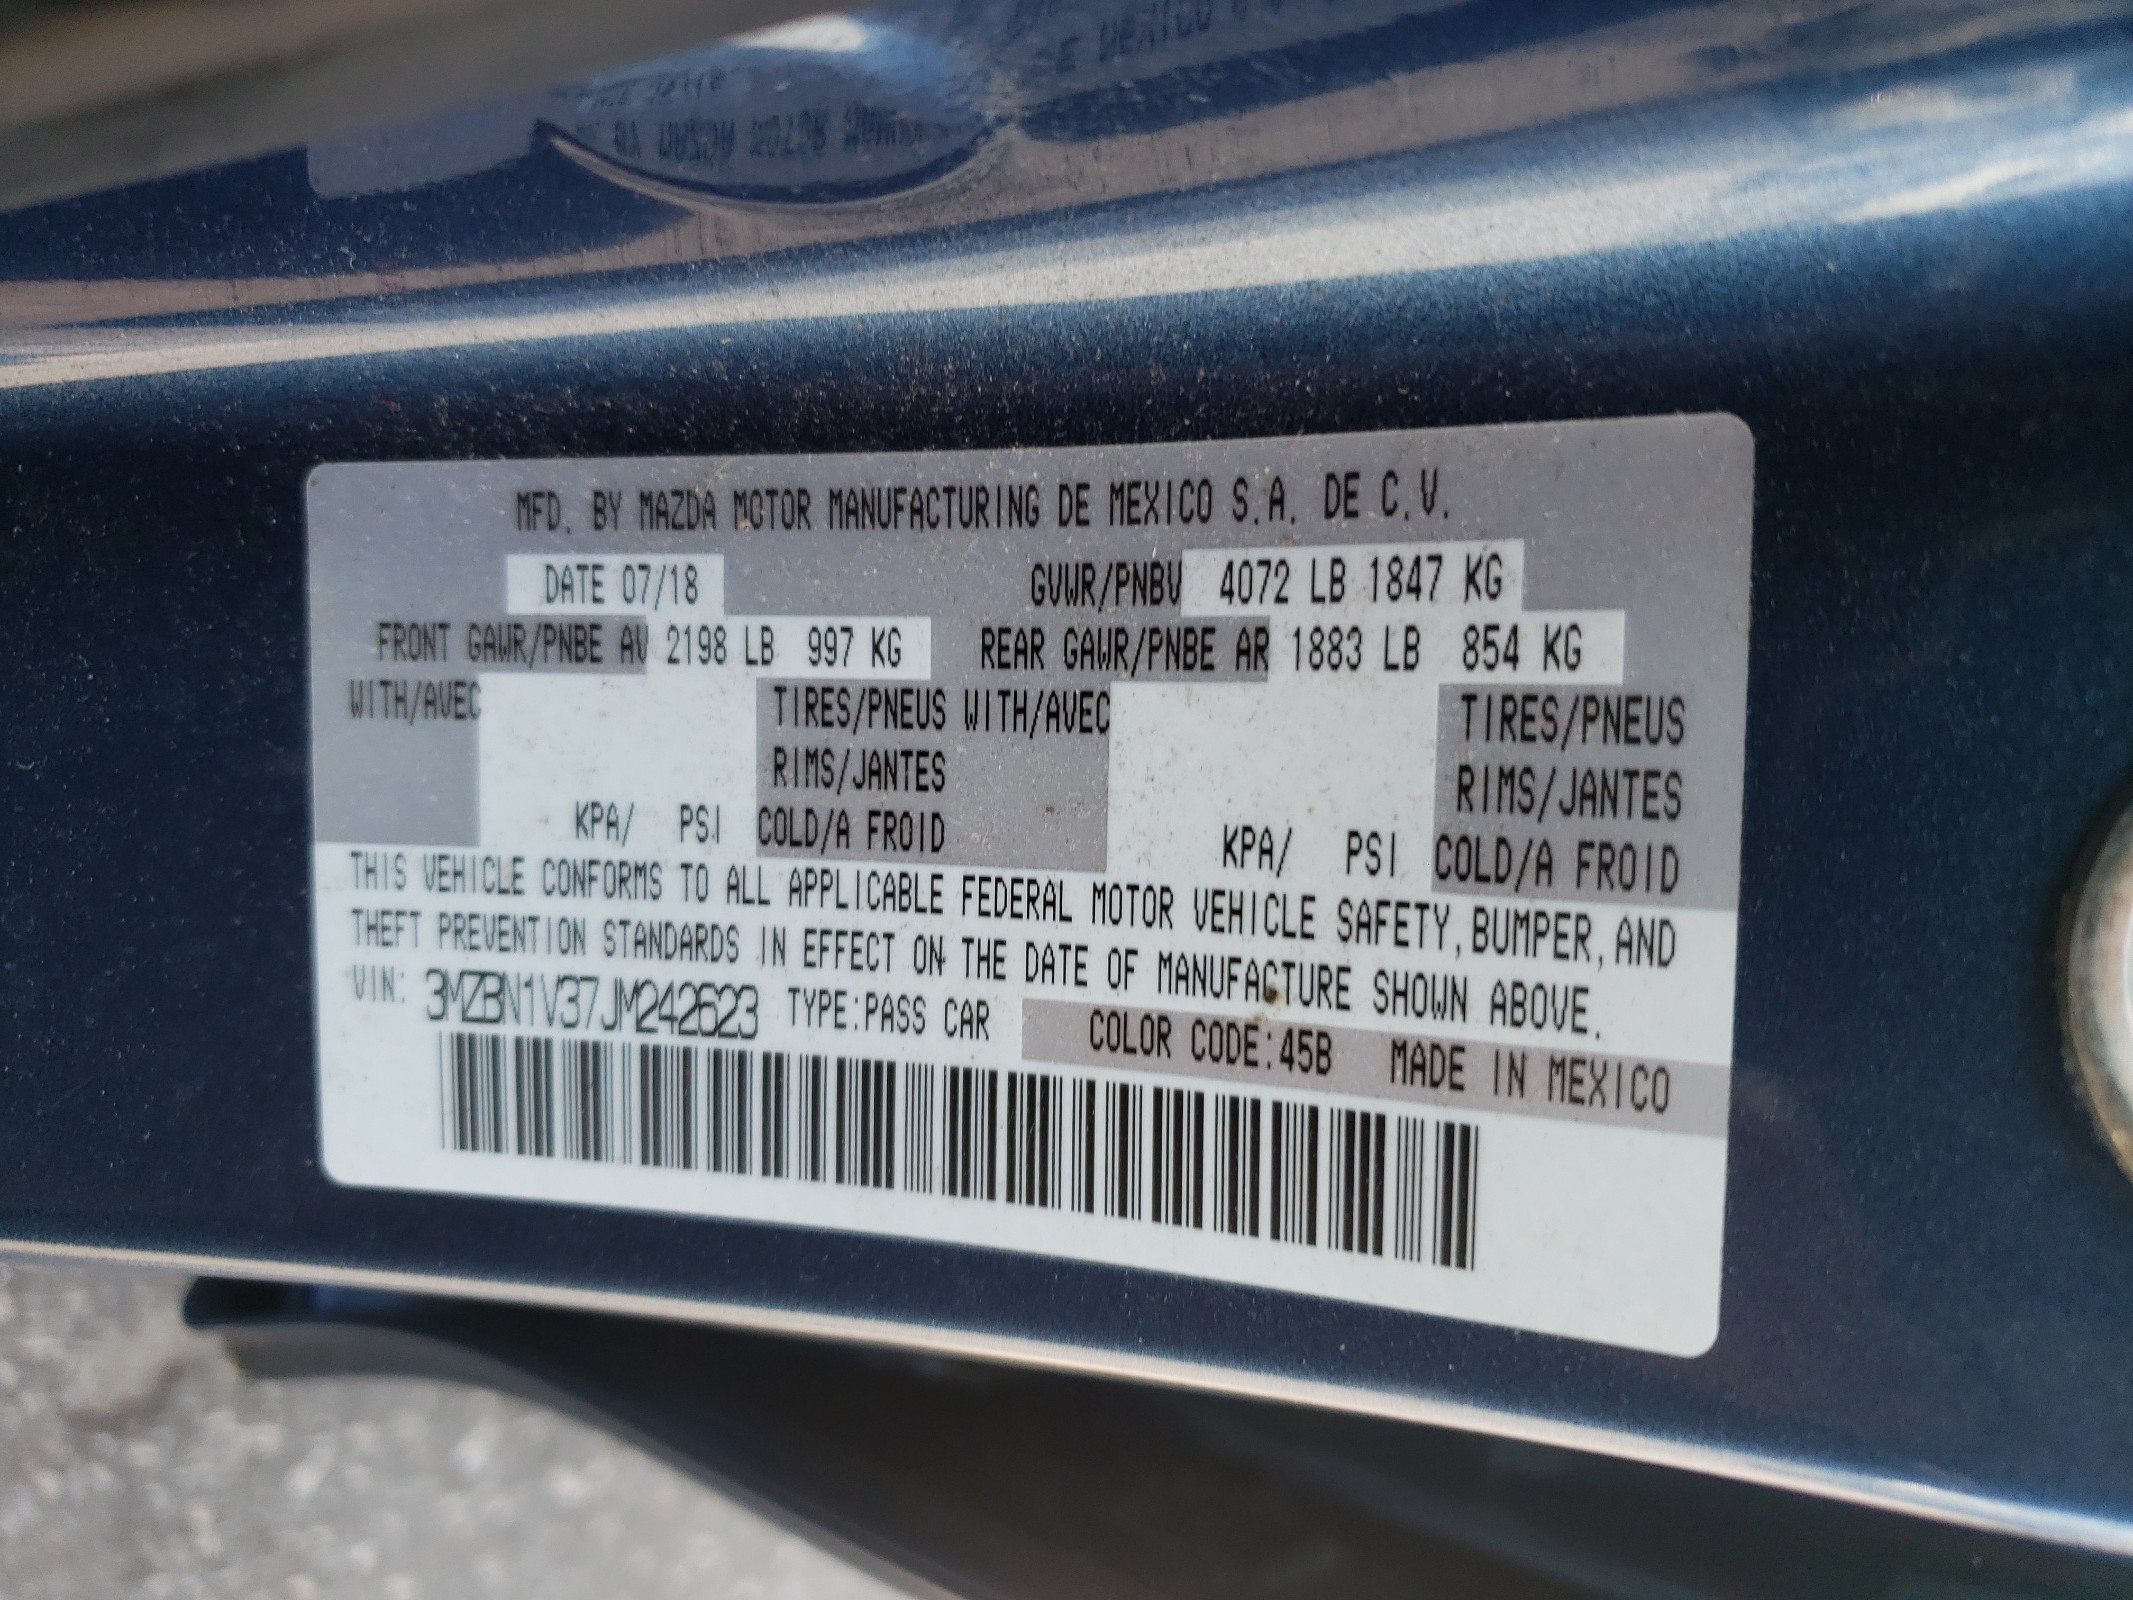 MFD. BY MAZDA MOTOR MANUFACTURING DE MEXICO S.A. DE C.V.
DATE 07/18 GVWR/PNBV 4072 LB 1847 KG
FRONT GAWR/PNBE AV 2198 LB 997 KG REAR GAWR/PNBE AR 1883 LB 854 KG
WITH/AVEC TIRES/PNEUS WITH/AVEC TIRES/PNEUS
RIMS/JANTES RIMS/JANTES
KPA/ PSI COLD/A FROID KPA/ PSI COLD/A FROID
THIS VEHICLE CONFORMS TO ALL APPLICABLE FEDERAL MOTOR VEHICLE SAFETY, BUMPER, AND
THEFT PREVENTION STANDARDS IN EFFECT ON THE DATE OF MANUFACTURE SHOWN ABOVE.
VIN: 3MZBN1V37JM242623 TYPE:PASS CAR COLOR CODE:45B MADE IN MEXICO